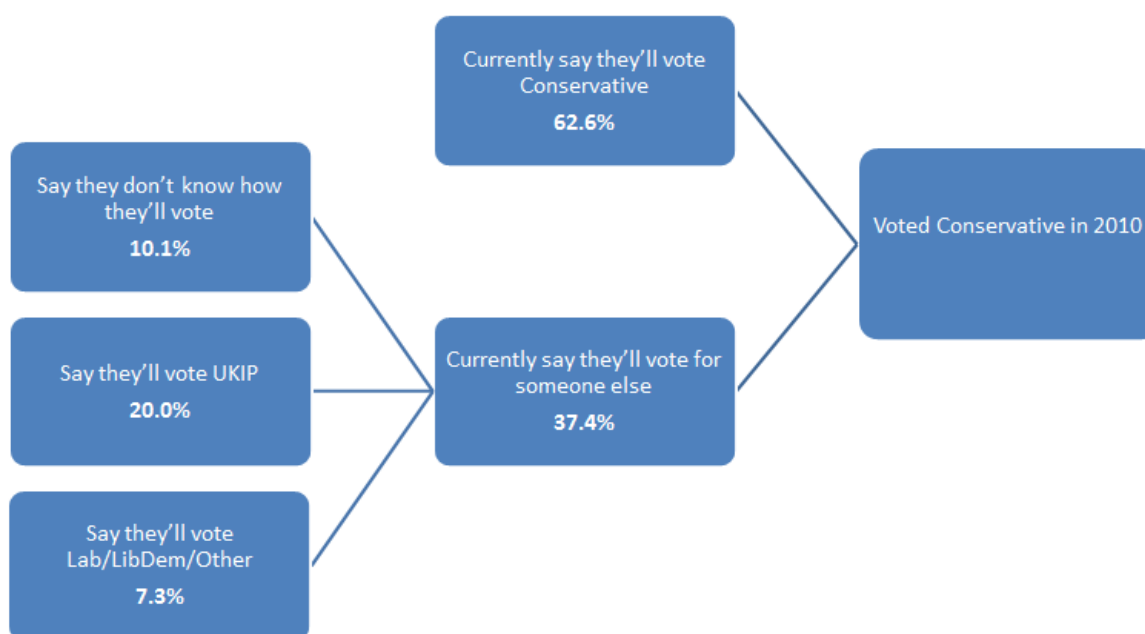 Currently say they'll vote
Conservative
62.6%
Say they don't know how
they'll vote
10.1%
Voted Conservative in 2010
Say they'll vote UKIP
20.0%
Currently say they'll vote for
someone else
37.4%
Say they'll vote
Lab/LibDem/Other
7.3%